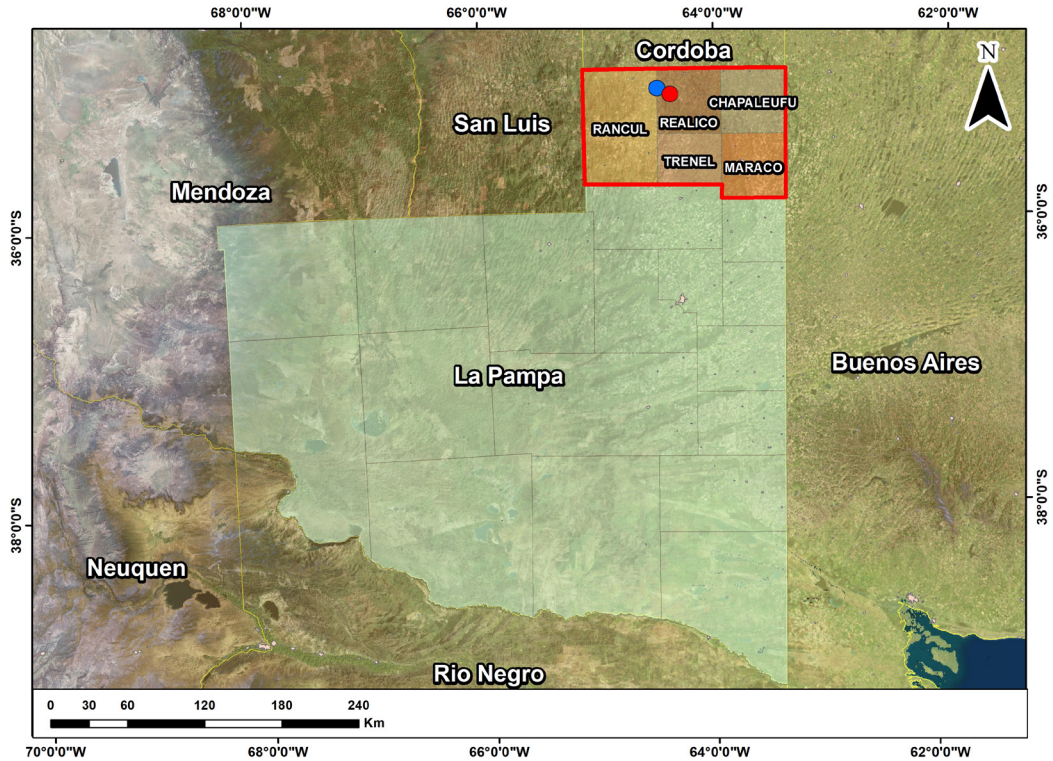 68°0'0"W
66°0'0"W
64°0'0"W
62°0'0"W
Cordoba
N
San Luis
CHAPALEUFU
RANCUL
REALICO
TRENEL
MARACO
Mendoza
36°0'0"S
36°0'0"S
La Pampa
Buenos Aires
38°0'0"S
38°0'0"S
Neuquen
Rio Negro
0 30 60 120 180 240
Km
70°0'0"W
68°0'0"W
66°0'0"W
64°0'0"W
62°0'0"W